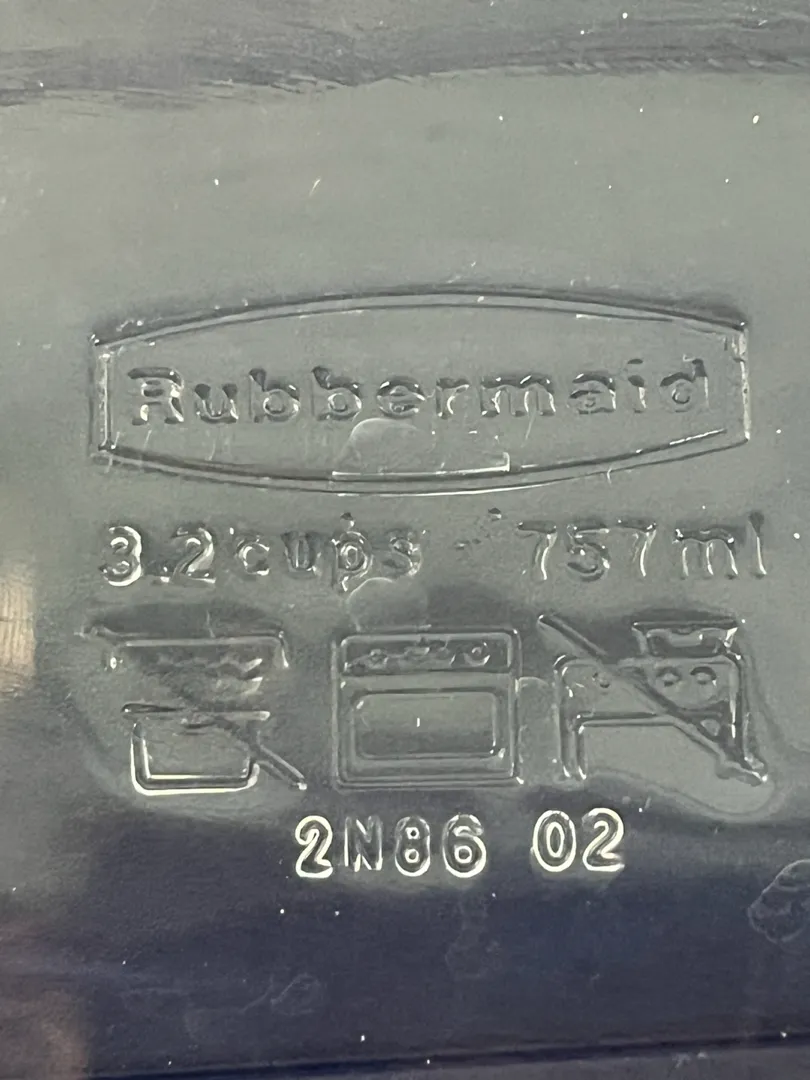 Rubbermaid
3.2 cups - 757 ml
2N86 02